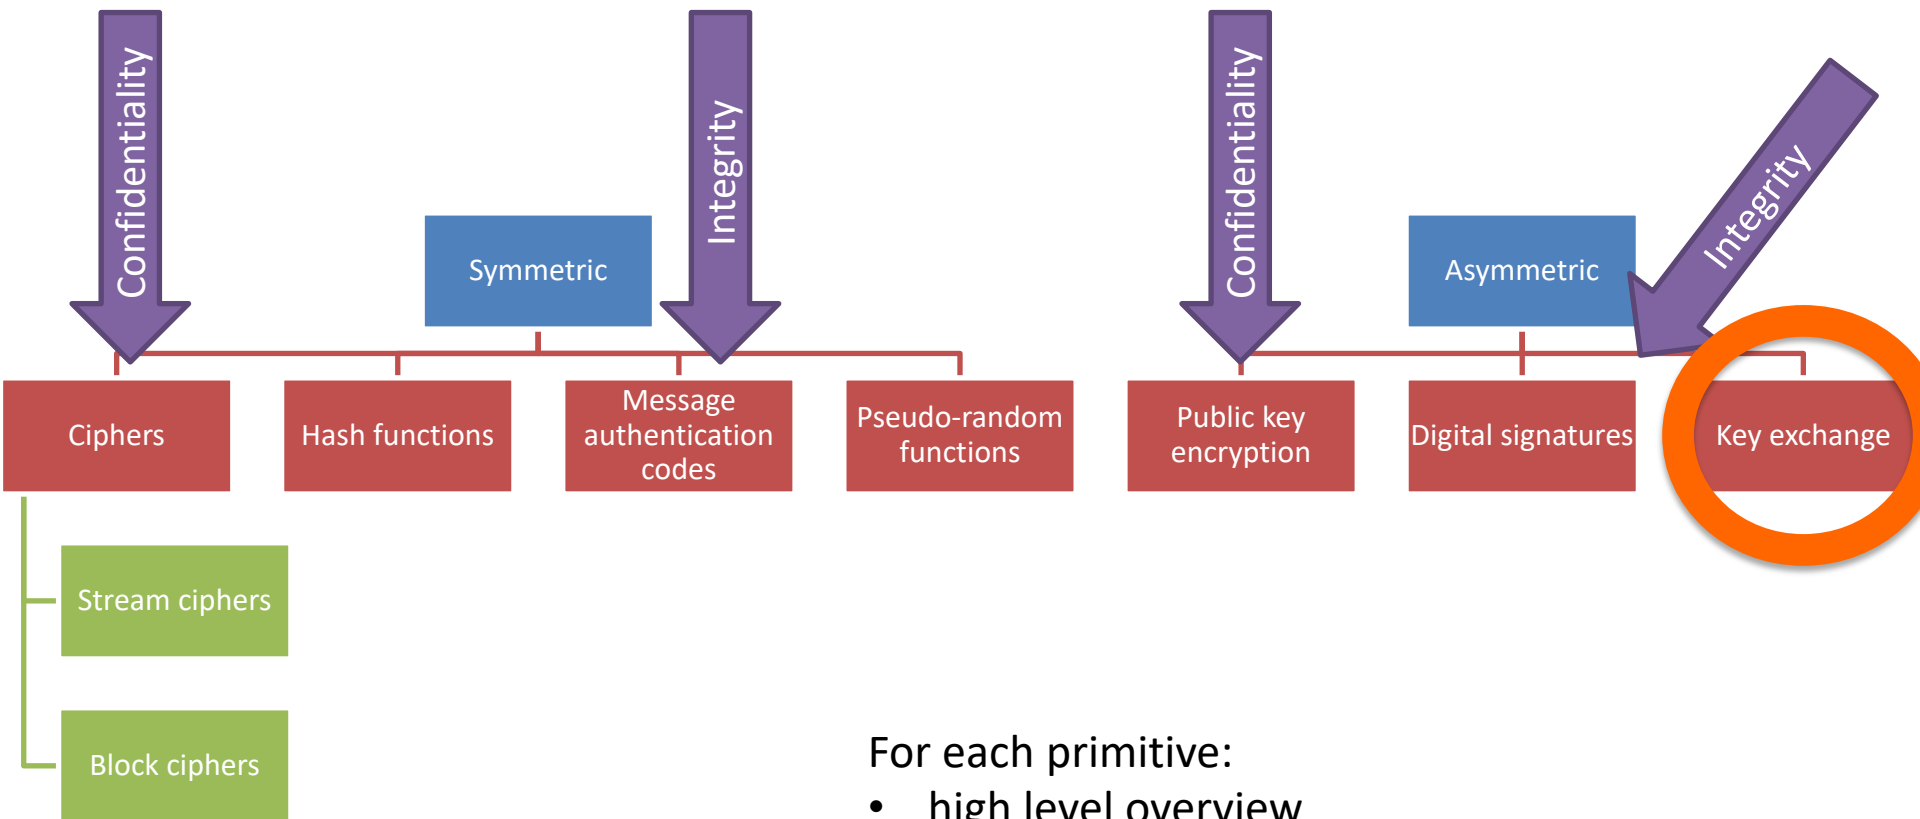 Confidentiality
Integrity
Confidentiality
Integrity
Symmetric
Asymmetric
Ciphers
Hash functions
Message
authentication
codes
Pseudo-random
functions
Public key
encryption
Digital signatures
Key exchange
Stream ciphers
Block ciphers
For each primitive:
• high level overview